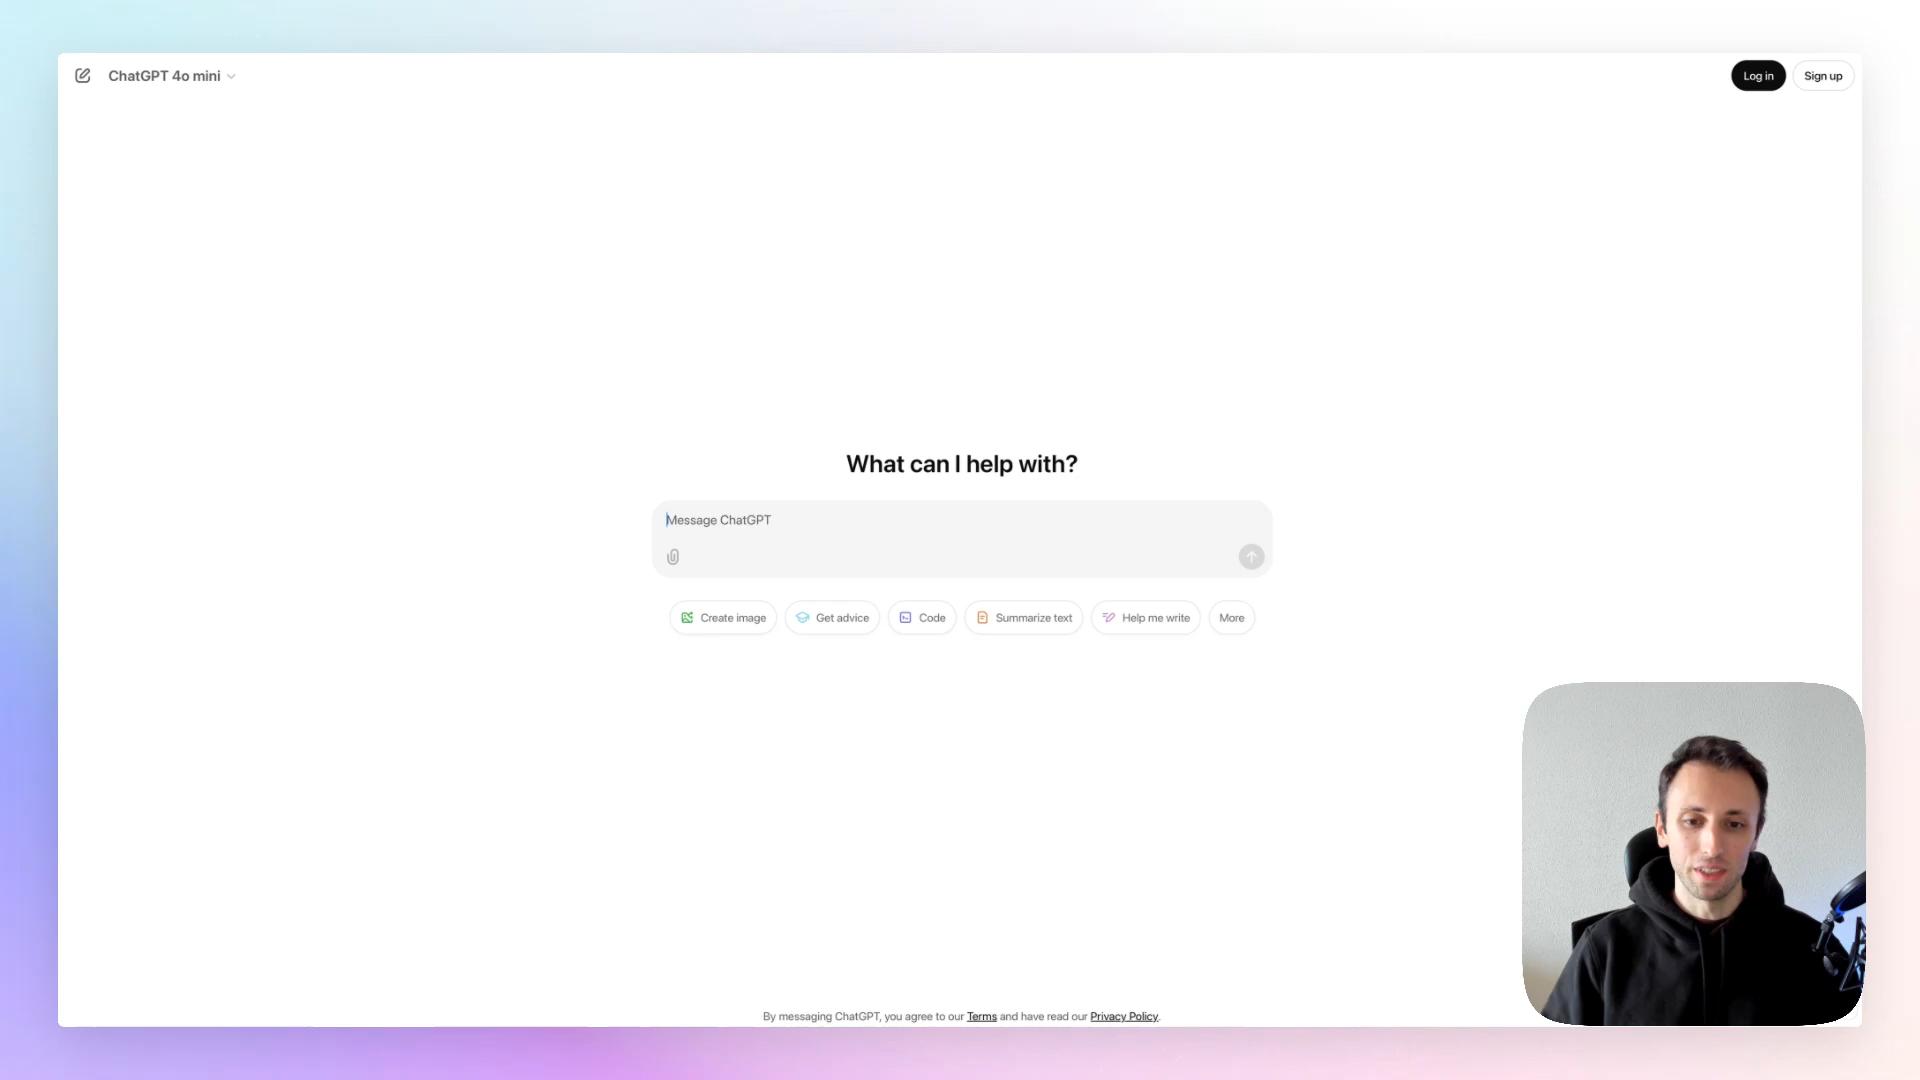 ChatGPT 4o mini
Log in
Sign up
What can I help with?
Message ChatGPT
Create image
Get advice
Code
Summarize text
Help me write
More
By messaging ChatGPT, you agree to our Terms and have read our Privacy Policy.